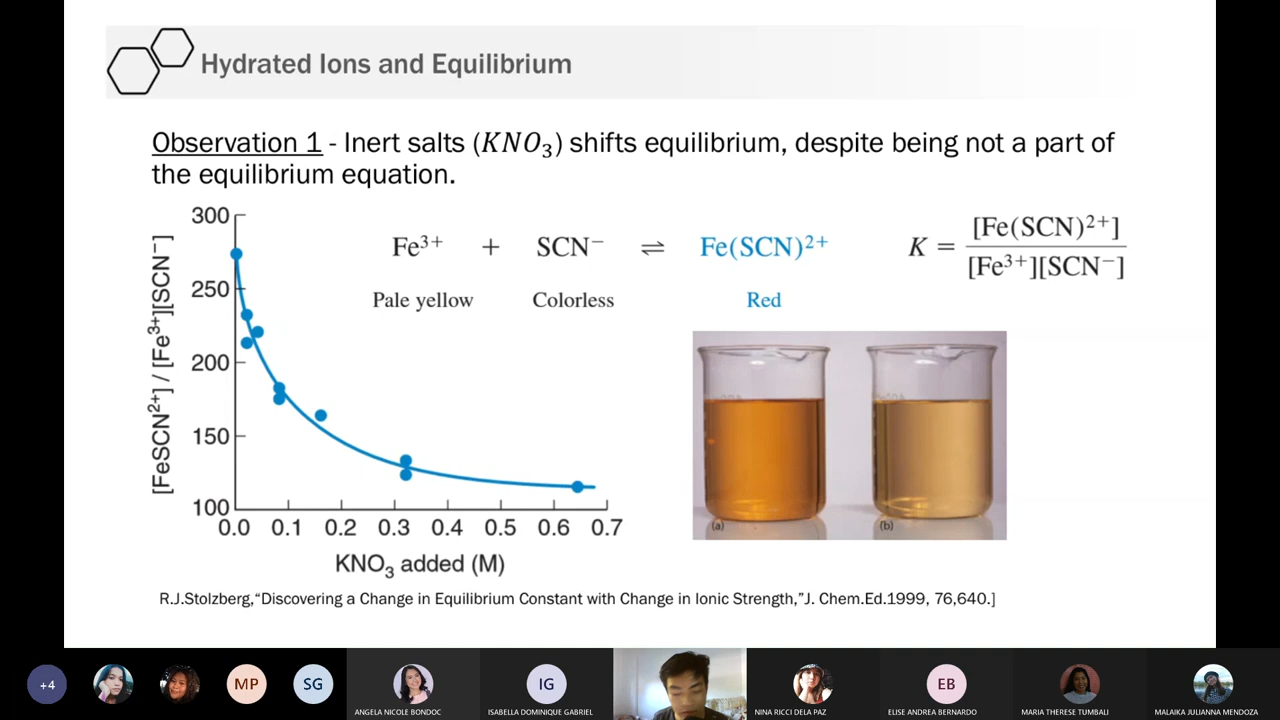 Hydrated Ions and Equilibrium
Observation 1 - Inert salts (KNO₃) shifts equilibrium, despite being not a part of
the equilibrium equation.
[FeSCN²⁺] / [Fe³⁺][SCN⁻]
300
250
200
150
100
0.0 0.1 0.2 0.3 0.4 0.5 0.6 0.7
KNO₃ added (M)
Fe³⁺ + SCN⁻ ⇌ Fe(SCN)²⁺
Pale yellow Colorless Red
K = [Fe(SCN)²⁺]
[Fe³⁺][SCN⁻]
(a) (b)
R.J.Stolzberg,“Discovering a Change in Equilibrium Constant with Change in Ionic Strength,”J. Chem.Ed.1999, 76,640.]
+4 MP SG IG EB
ANGELA NICOLE BONDOC ISABELLA DOMINIQUE GABRIEL NINA RICCI DELA PAZ ELISE ANDREA BERNARDO MARIA THERESE TUMBALI MALAIKA JULIANNA MENDOZA